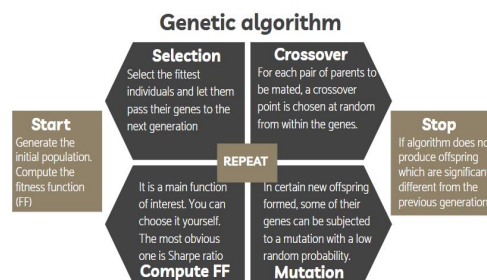 Genetic algorithm
Selection
Select the fittest
individuals and let them
pass their genes to the
next generation
Crossover
For each pair of parents to
be mated, a crossover
point is chosen at random
from within the genes.
Start
Generate the
initial population.
Compute the
fitness function
(FF)
REPEAT
Stop
If algorithm does no
produce offspring
which are significan
different from the
previous generation
It is a main function
of interest. You can
choose it yourself.
The most obvious
one is Sharpe ratio
Compute FF
In certain new offspring
formed, some of their
genes can be subjected
to a mutation with a low
random probability.
Mutation